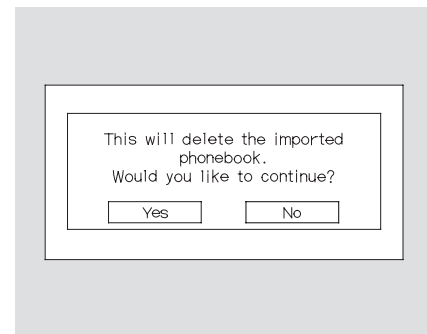 This will delete the imported
phonebook.
Would you like to continue?
Yes No